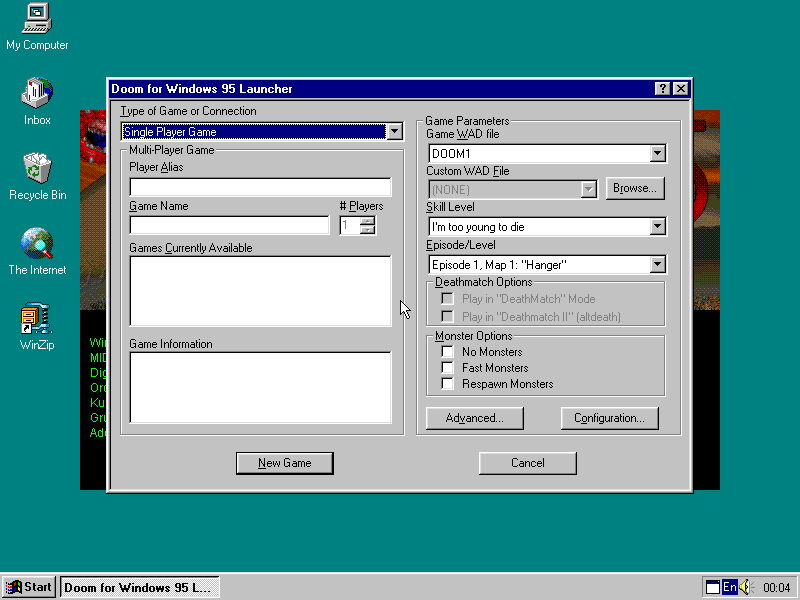 My Computer
Inbox
Recycle Bin
The Internet
WinZip
Doom for Windows 95 Launcher
Type of Game or Connection
Single Player Game
Multi-Player Game
Player Alias
Game Name
# Players
1
Games Currently Available
Game Information
Game Parameters
Game WAD file
DOOM1
Custom WAD File
(NONE)
Browse...
Skill Level
I'm too young to die
Episode/Level
Episode 1, Map 1: "Hanger"
Deathmatch Options
Play in "DeathMatch" Mode
Play in "Deathmatch II" (altdeath)
Monster Options
No Monsters
Fast Monsters
Respawn Monsters
Advanced...
Configuration...
New Game
Cancel
Start
Doom for Windows 95 L...
En
00:04